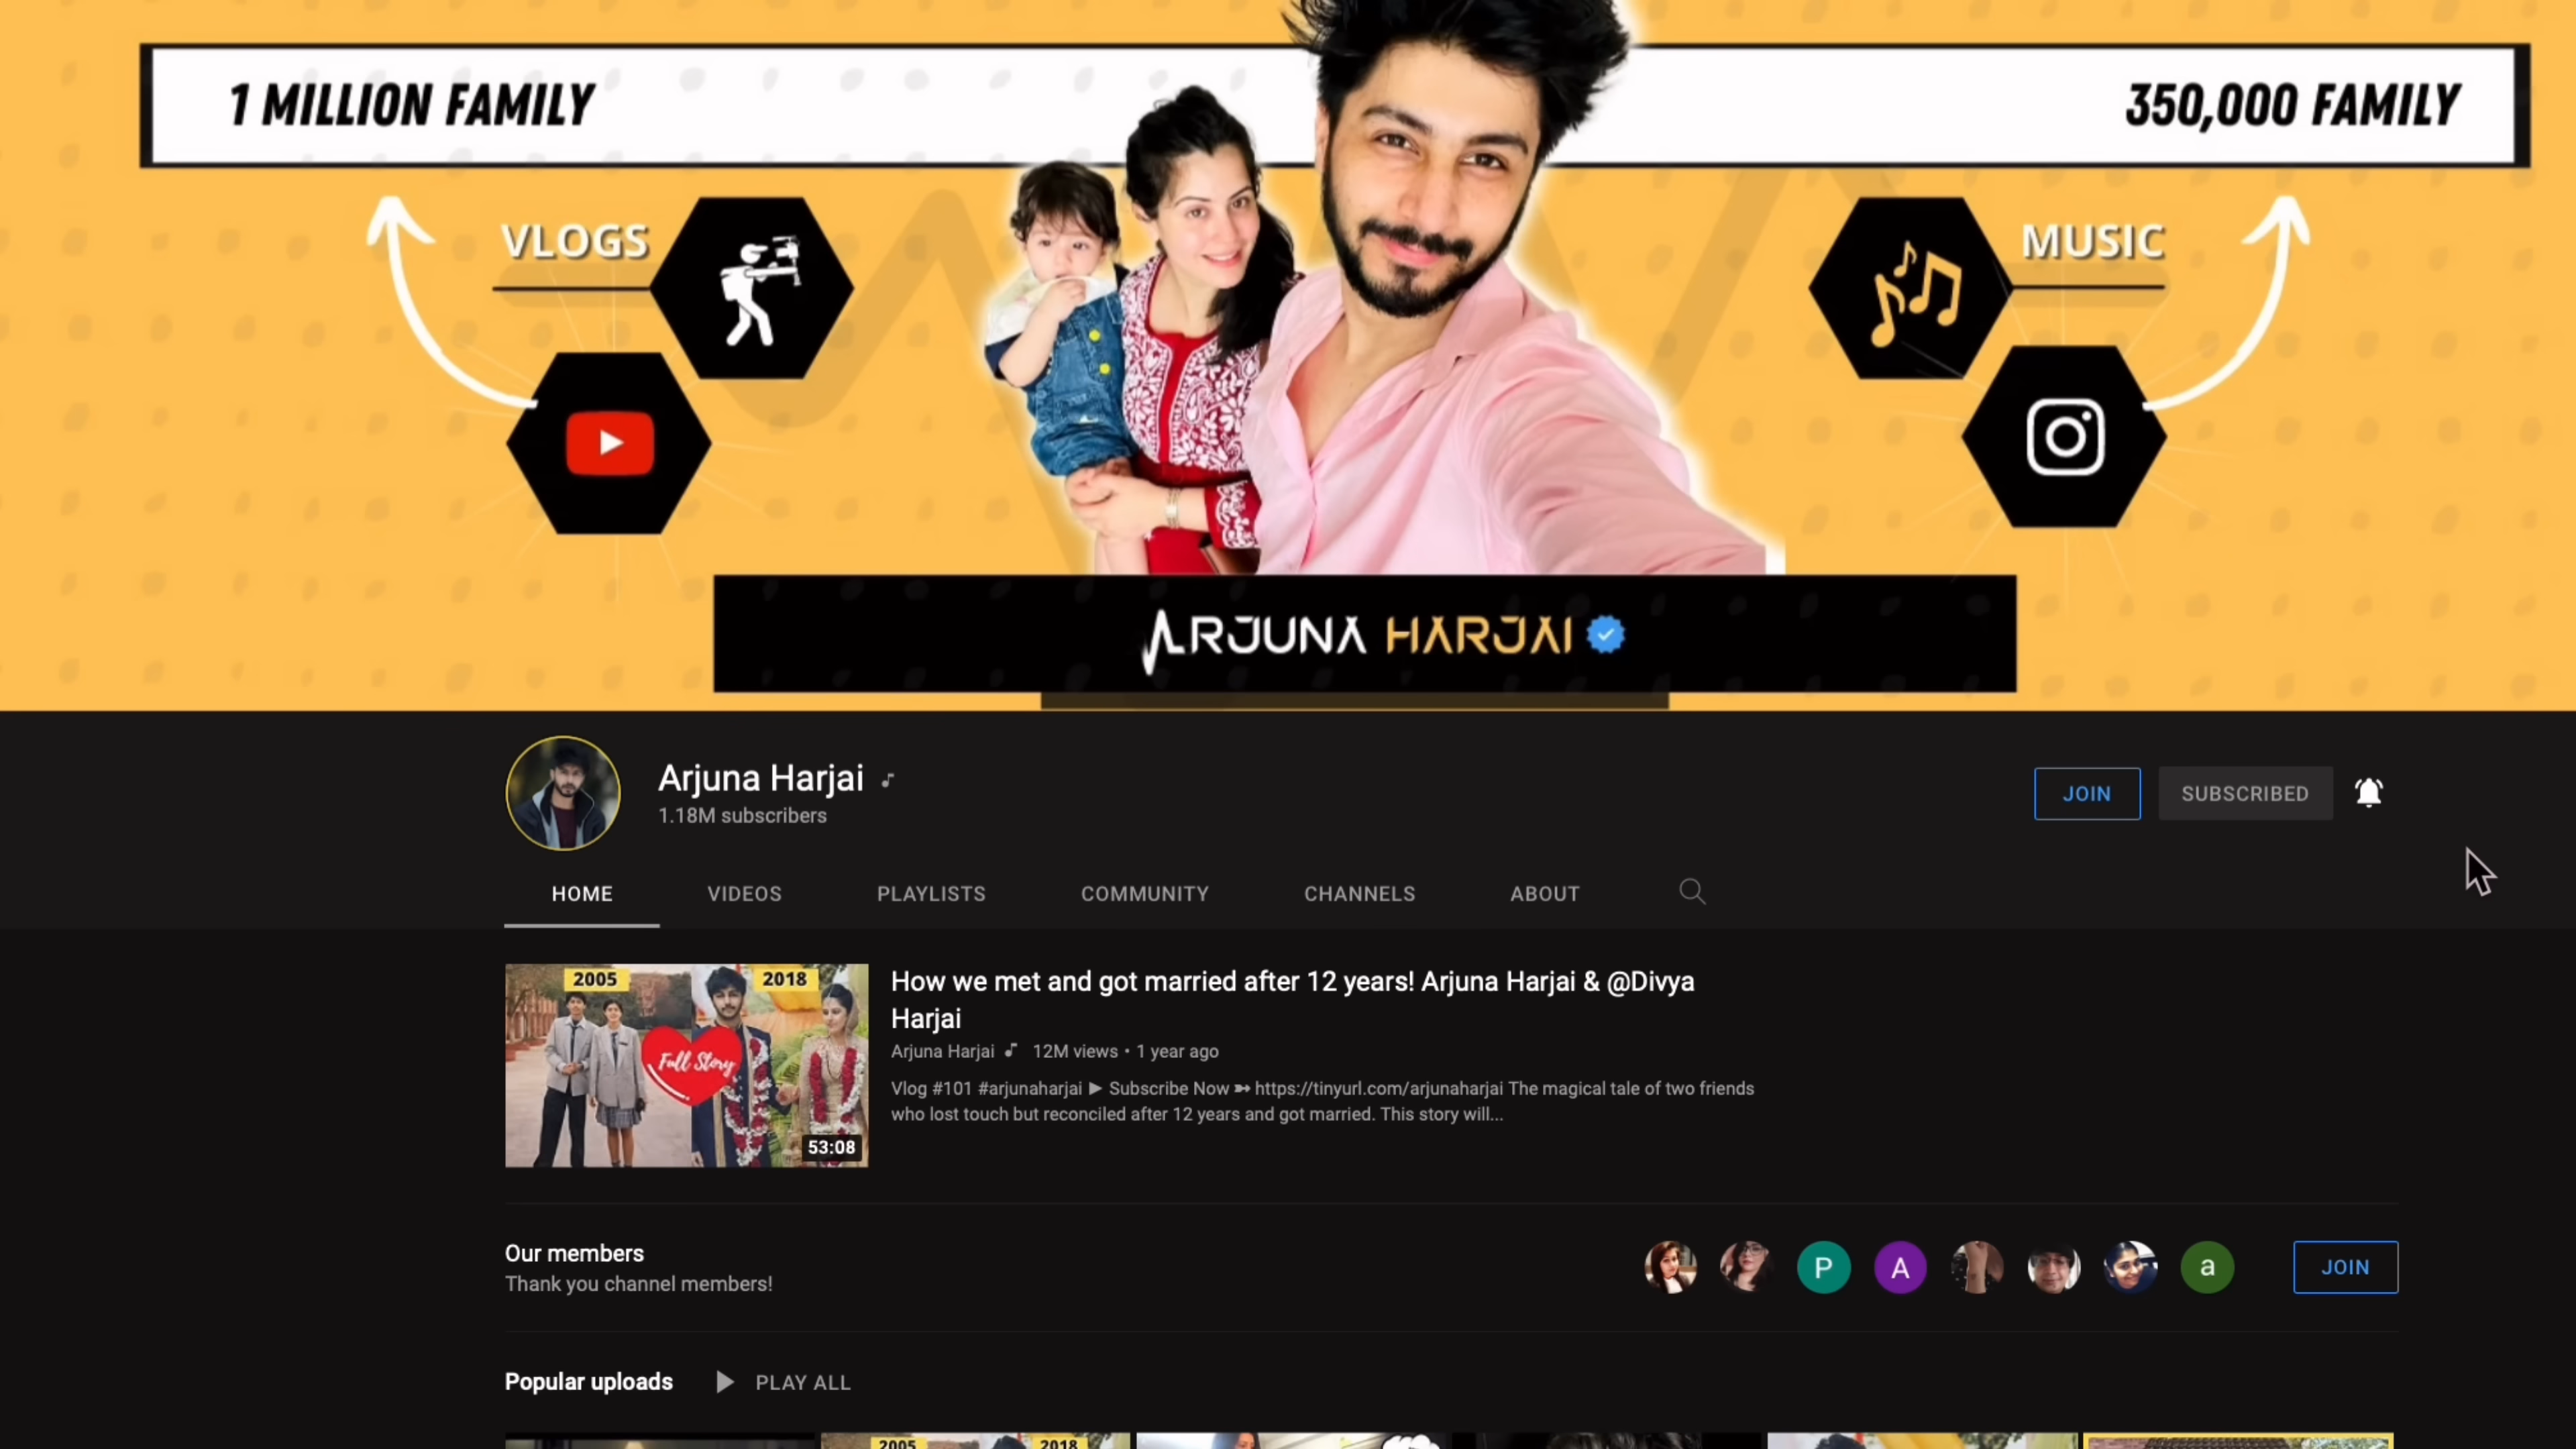 1 MILLION FAMILY
350,000 FAMILY
VLOGS
MUSIC
ARJUNA HARJAI
Arjuna Harjai
1.18M subscribers
JOIN
SUBSCRIBED
HOME
VIDEOS
PLAYLISTS
COMMUNITY
CHANNELS
ABOUT
2005
2018
Full Story
53:08
How we met and got married after 12 years! Arjuna Harjai & @Divya
Harjai
Arjuna Harjai 12M views • 1 year ago
Vlog #101 #arjunaharjai ► Subscribe Now ➳ https://tinyurl.com/arjunaharjai The magical tale of two friends
who lost touch but reconciled after 12 years and got married. This story will...
Our members
Thank you channel members!
P
A
a
JOIN
Popular uploads
PLAY ALL
2005
2018